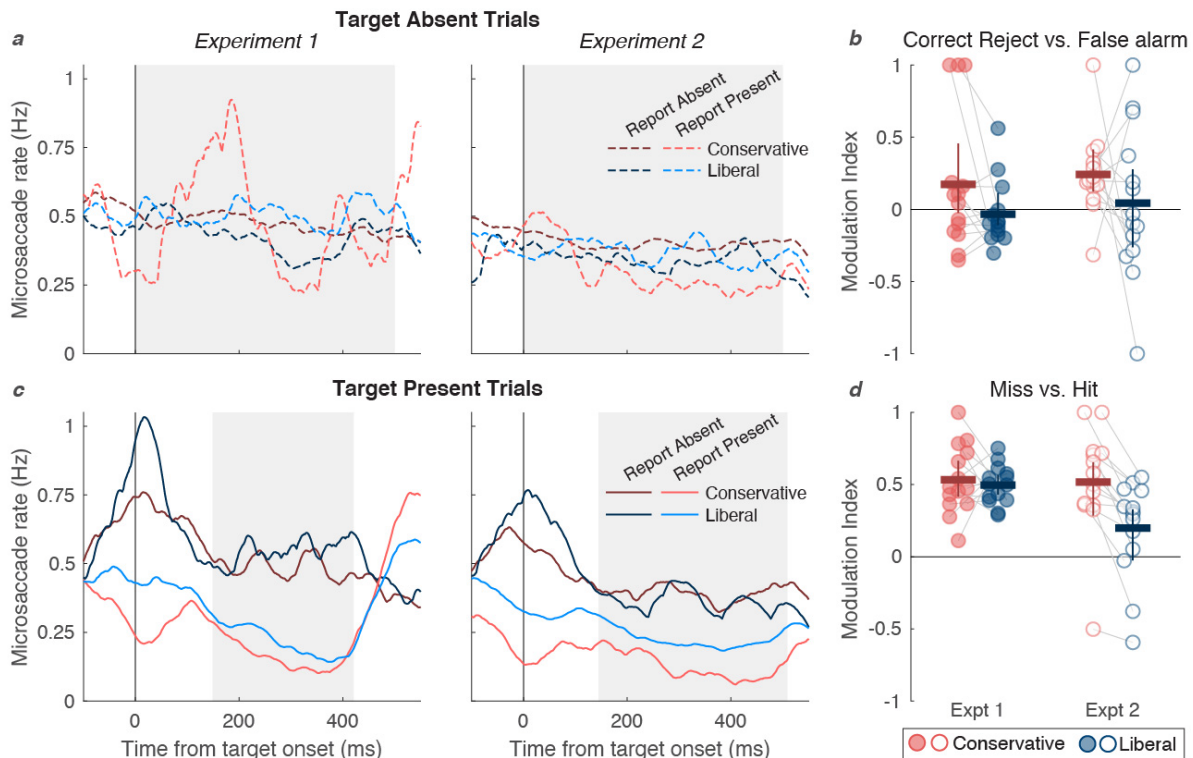 Target Absent Trials
a
Experiment 1
Experiment 2
b
Correct Reject vs. False alarm
Microsaccade rate (Hz)
1
0.75
0.5
0.25
0
Report Absent
Report Present
Conservative
Liberal
Modulation Index
1
0.5
0
-0.5
-1
c
Target Present Trials
d
Miss vs. Hit
Microsaccade rate (Hz)
1
0.75
0.5
0.25
0
Report Absent
Report Present
Conservative
Liberal
Modulation Index
1
0.5
0
-0.5
-1
0 200 400
0 200 400
Expt 1
Expt 2
Time from target onset (ms)
Time from target onset (ms)
Conservative
Liberal